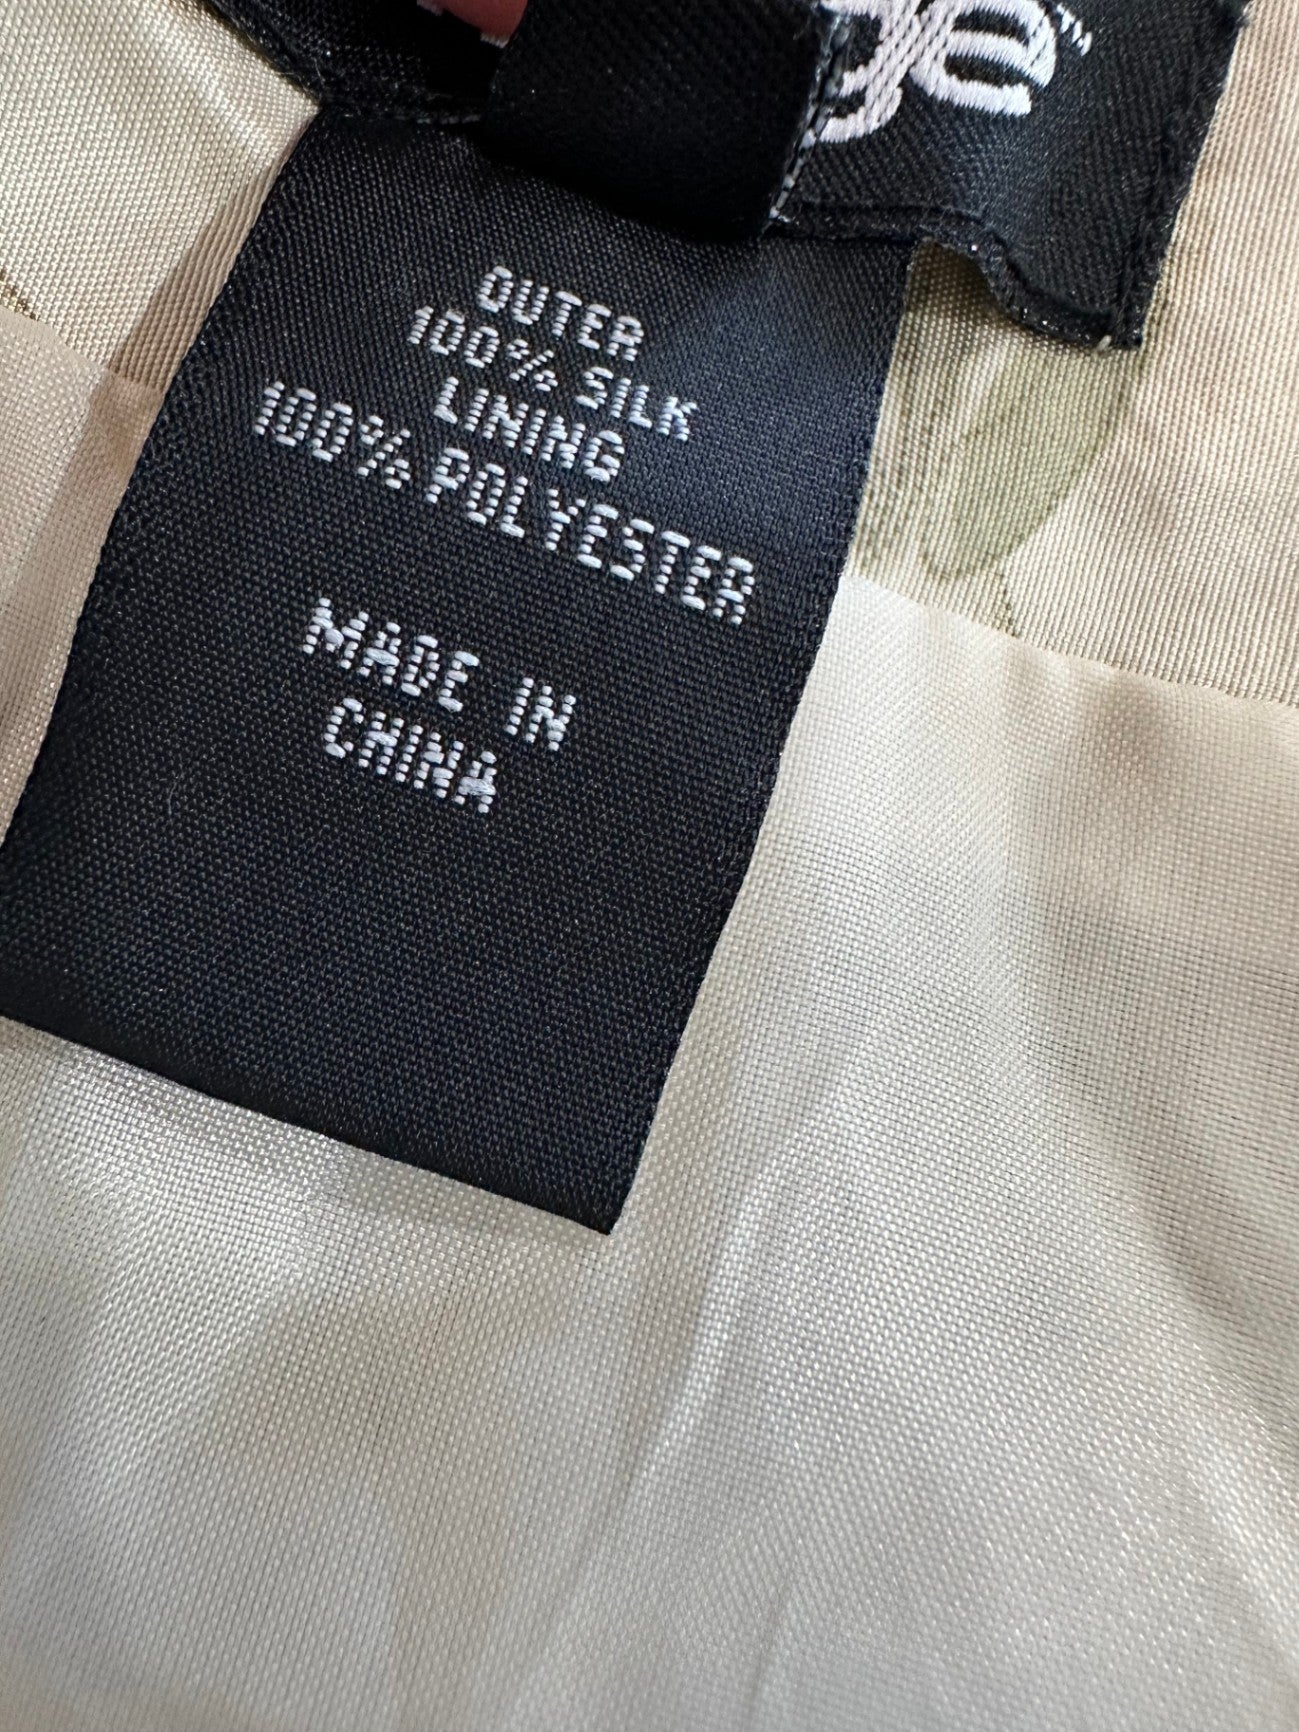 OUTER
100% SILK
LINING
100% POLYESTER
MADE IN
CHINA